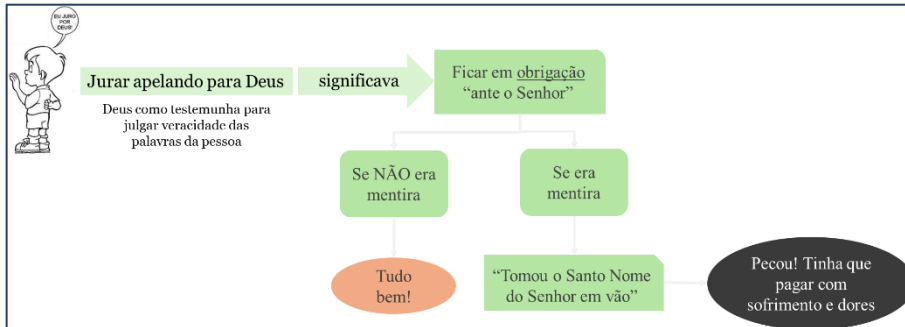 EU JURO
POR
DEUS!
Jurar apelando para Deus
significava
Deus como testemunha para
julgar veracidade das
palavras da pessoa
Ficar em obrigação
“ante o Senhor”
Se NÃO era
mentira
Se era
mentira
Tudo
bem!
“Tomou o Santo Nome
do Senhor em vão”
Pecou! Tinha que
pagar com
sofrimento e dores